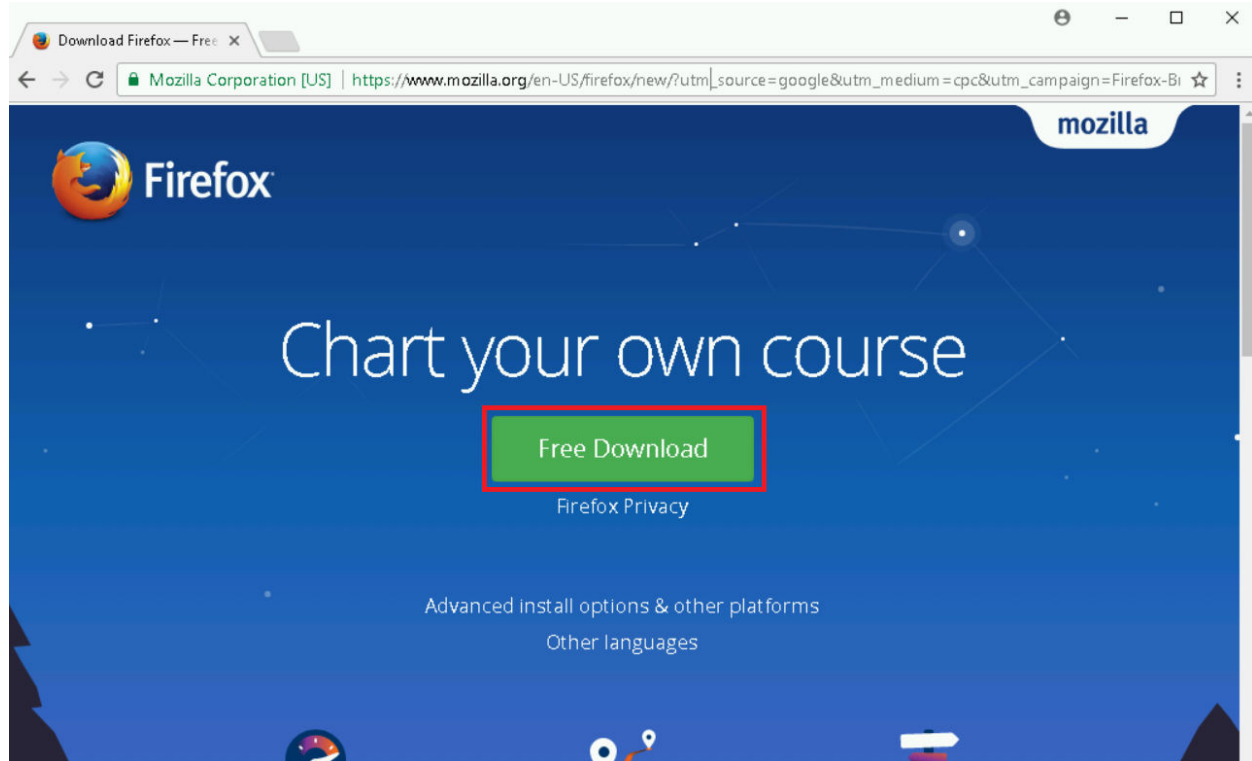 Download Firefox — Free
Mozilla Corporation [US] | https://www.mozilla.org/en-US/firefox/new/?utm_source=google&utm_medium=cpc&utm_campaign=Firefox-Br
mozilla
Firefox
Chart your own course
Free Download
Firefox Privacy
Advanced install options & other platforms
Other languages